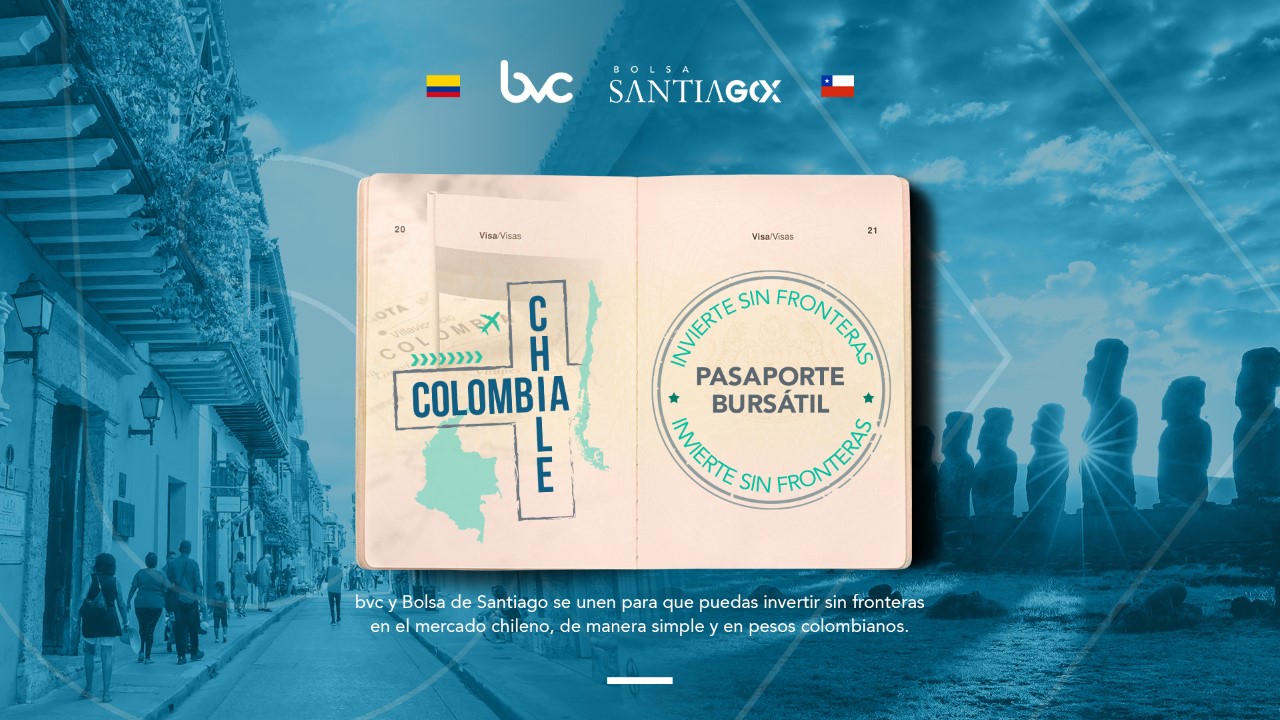 bvc
BOLSA
SANTIAGOX
20
Visa/Visas
COLOMBIA
CHILE
COLOMBIA
Visa/Visas
21
INVIERTE SIN FRONTERAS
PASAPORTE
BURSÁTIL
INVIERTE SIN FRONTERAS
bvc y Bolsa de Santiago se unen para que puedas invertir sin fronteras
en el mercado chileno, de manera simple y en pesos colombianos.